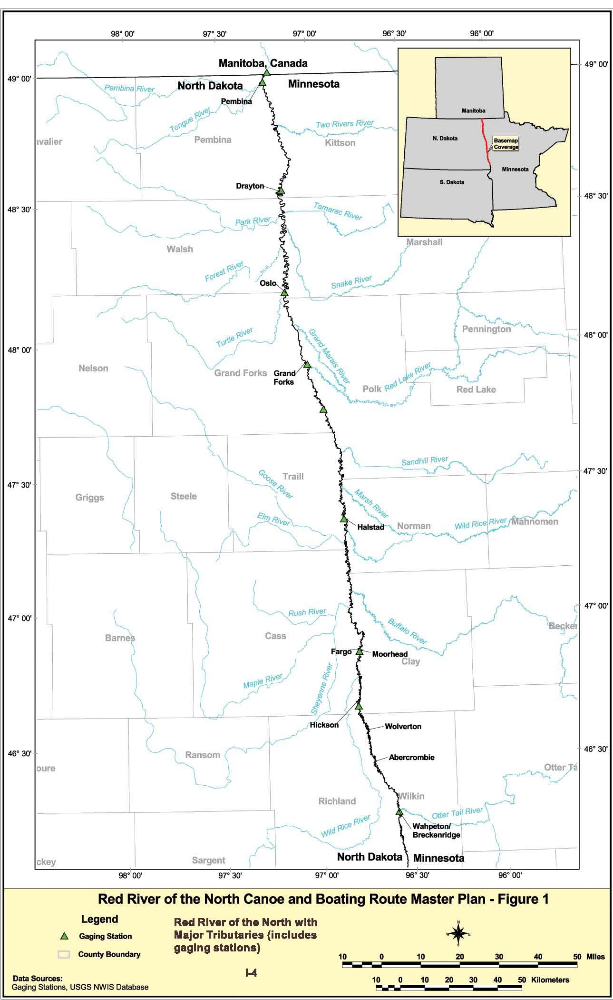 98° 00'
97° 30'
97° 00'
96° 30'
96° 00'
49° 00'
49° 00'
Manitoba, Canada
North Dakota
Minnesota
Pembina River
Pembina
Tongue River
Two Rivers River
avalier
Pembina
Kittson
Manitoba
N. Dakota
Basemap
Coverage
Minnesota
S. Dakota
Drayton
48° 30'
48° 30'
Tamarac River
Park River
Walsh
Marshall
Forest River
Oslo
Snake River
Pennington
48° 00'
48° 00'
Turtle River
Grand Marais River
Nelson
Grand Forks
Grand
Forks
Polk
Red Lake River
Red Lake
Sandhill River
47° 30'
47° 30'
Goose River
Traill
Griggs
Steele
Marsh River
Elm River
Halstad
Norman
Wild Rice River
Mahnomen
47° 00'
47° 00'
Rush River
Barnes
Cass
Buffalo River
Becker
Fargo
Moorhead
Clay
Maple River
Sheyenne River
Hickson
Wolverton
46° 30'
46° 30'
Ransom
Abercrombie
oure
Otter Ta
Richland
Wilkin
Otter Tail River
Wild Rice River
Wahpeton/
Breckenridge
North Dakota
Minnesota
ckey
Sargent
98° 00'
97° 30'
97° 00'
96° 30'
96° 00'
Red River of the North Canoe and Boating Route Master Plan - Figure 1
Legend
Gaging Station
County Boundary
Red River of the North with
Major Tributaries (includes
gaging stations)
I-4
N
W E
S
10 0 10 20 30 40 50 Miles
10 0 10 20 30 40 50 Kilometers
Data Sources:
Gaging Stations, USGS NWIS Database